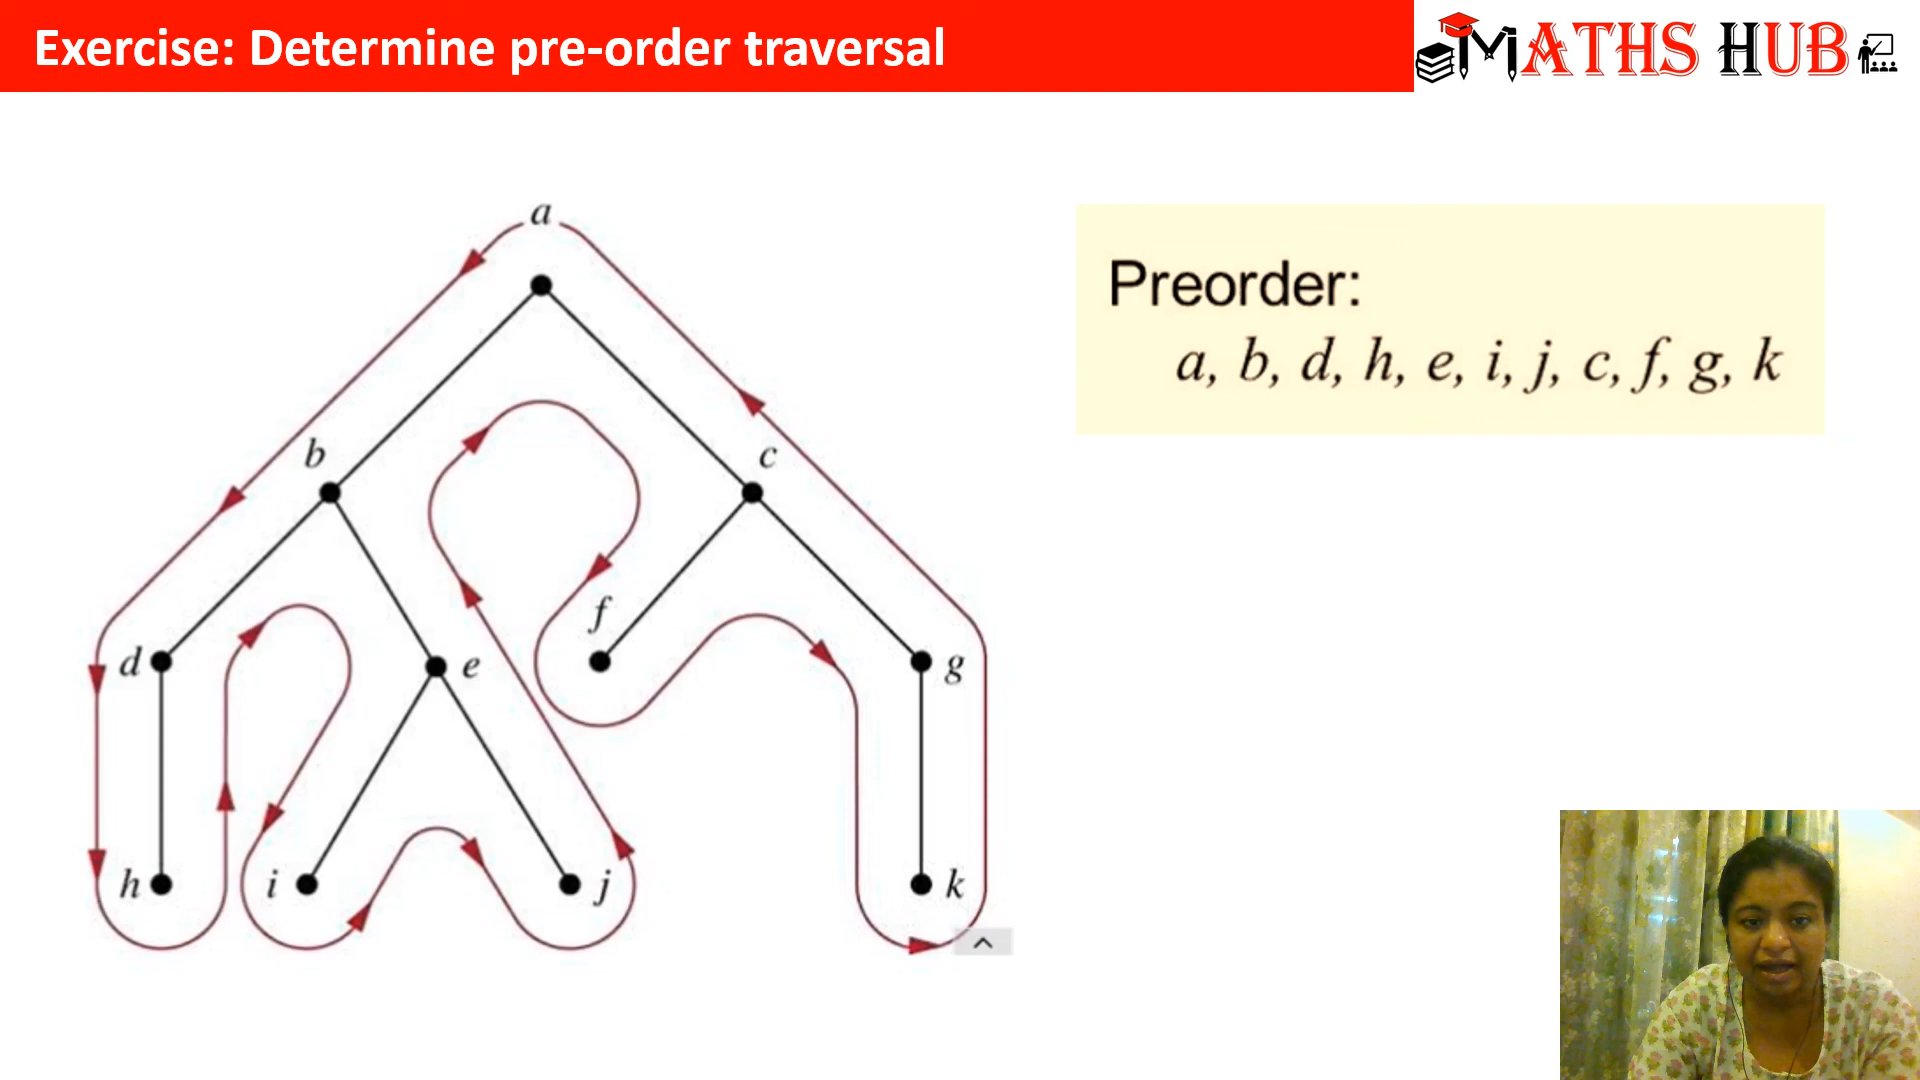 Exercise: Determine pre-order traversal
MATHS HUB
a
Preorder:
a, b, d, h, e, i, j, c, f, g, k
b
c
f
d
e
g
h
i
j
k